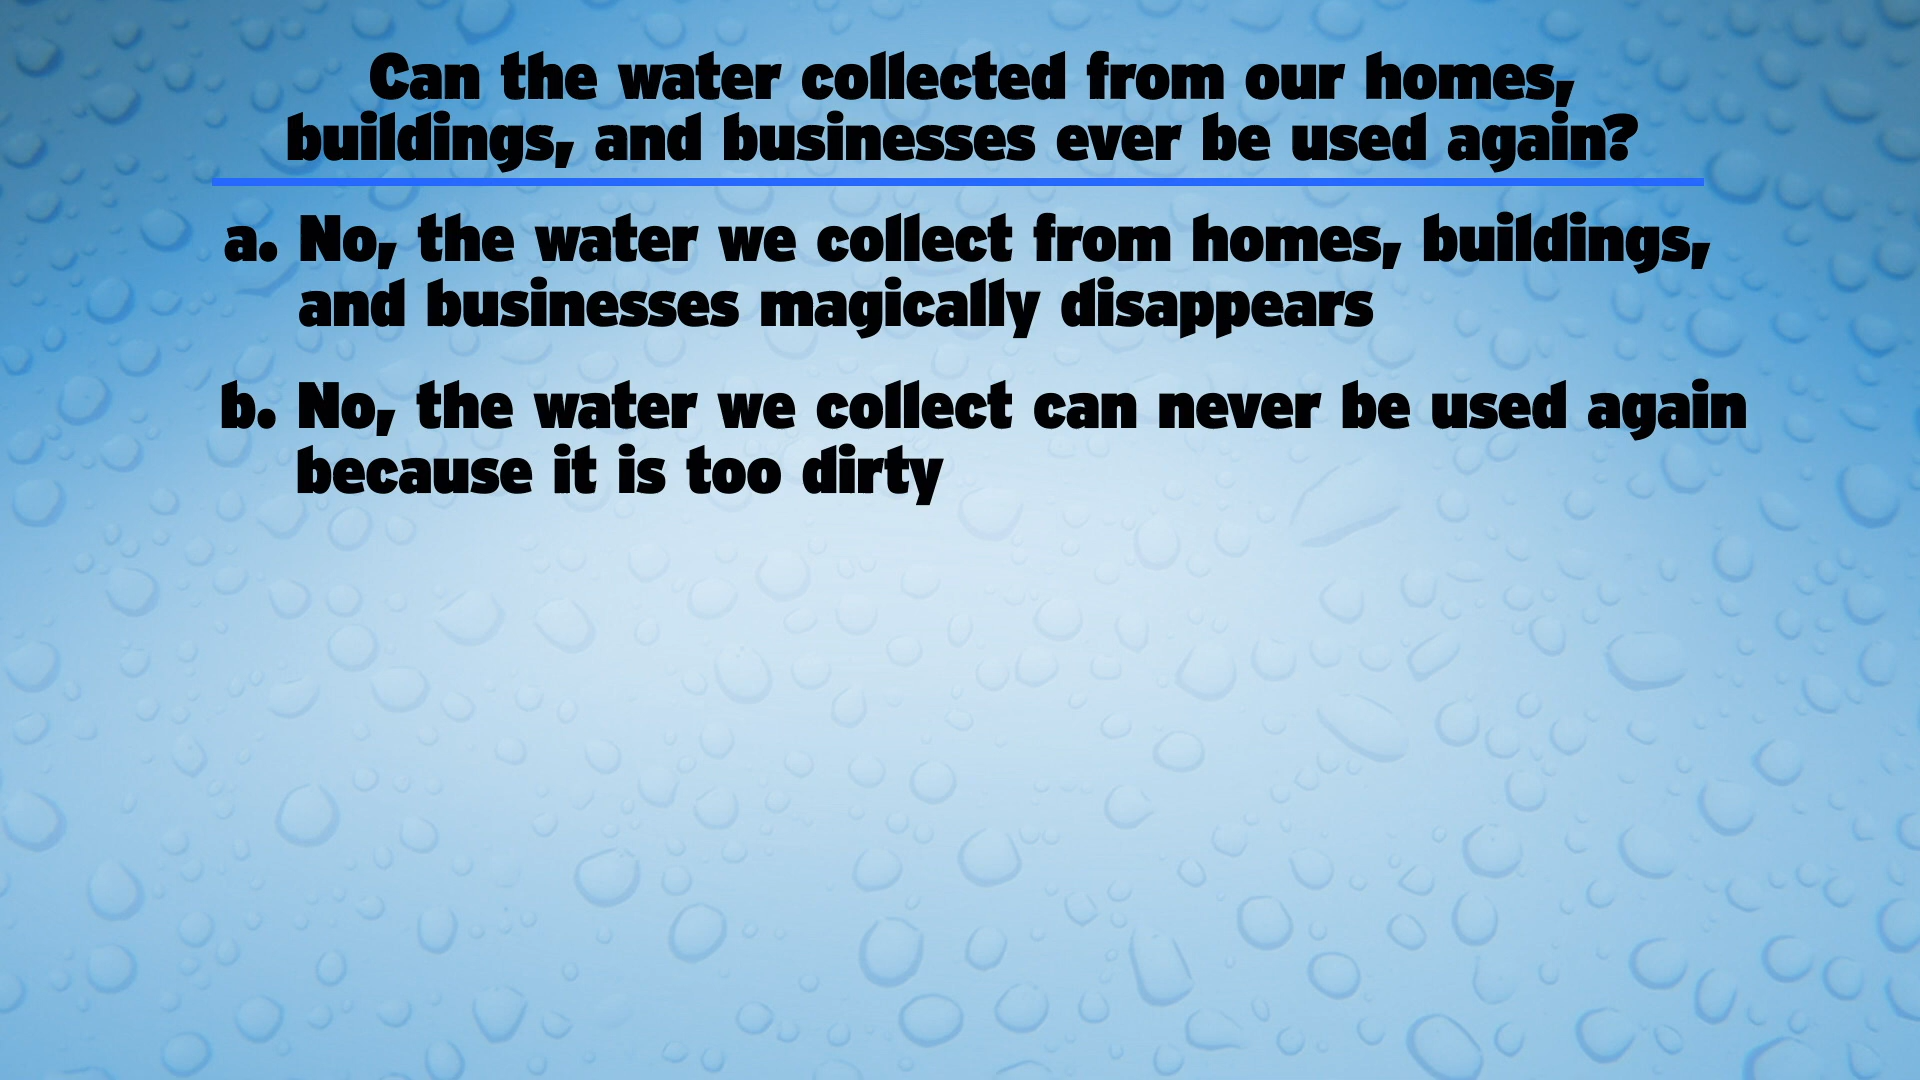 Can the water collected from our homes,
buildings, and businesses ever be used again?
a. No, the water we collect from homes, buildings,
and businesses magically disappears
b. No, the water we collect can never be used again
because it is too dirty